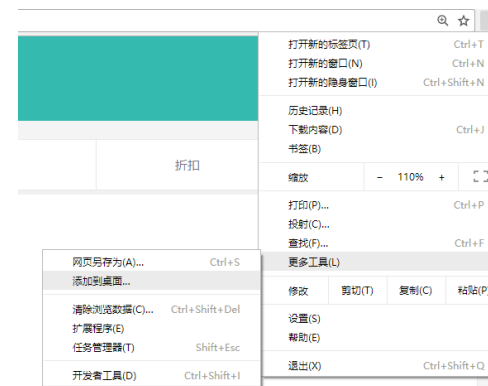 打开新的标签页(T) Ctrl+T
打开新的窗口(N) Ctrl+N
打开新的隐身窗口(I) Ctrl+Shift+N
历史记录(H)
下载内容(D) Ctrl+J
书签(B)
折扣
缩放 - 110% +
打印(P)... Ctrl+P
投射(C)...
查找(F)... Ctrl+F
更多工具(L)
网页另存为(A)... Ctrl+S
添加到桌面...
清除浏览数据(C)... Ctrl+Shift+Del
扩展程序(E)
任务管理器(T) Shift+Esc
开发者工具(D) Ctrl+Shift+I
修改 剪切(T) 复制(C) 粘贴(P
设置(S)
帮助(E)
退出(X) Ctrl+Shift+Q